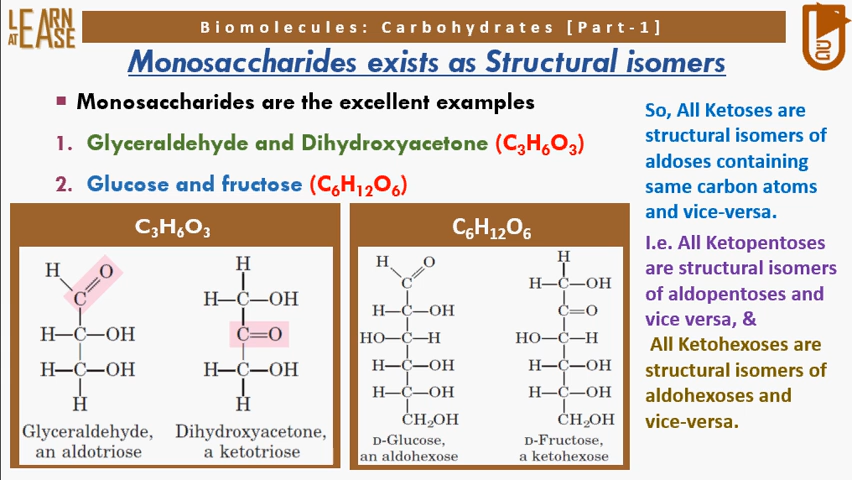 LEARN
AT EASE
Biomolecules: Carbohydrates [Part-1]
Monosaccharides exists as Structural isomers
▪ Monosaccharides are the excellent examples
1. Glyceraldehyde and Dihydroxyacetone (C₃H₆O₃)
2. Glucose and fructose (C₆H₁₂O₆)
C₃H₆O₃
H O
C
H—C—OH
H—C—OH
H
Glyceraldehyde,
an aldotriose
H
H—C—OH
C=O
H—C—OH
H
Dihydroxyacetone,
a ketotriose
C₆H₁₂O₆
H O
C
H—C—OH
HO—C—H
H—C—OH
H—C—OH
CH₂OH
D-Glucose,
an aldohexose
H
H—C—OH
C=O
HO—C—H
H—C—OH
H—C—OH
CH₂OH
D-Fructose,
a ketohexose
So, All Ketoses are
structural isomers of
aldoses containing
same carbon atoms
and vice-versa.
I.e. All Ketopentoses
are structural isomers
of aldopentoses and
vice versa, &
All Ketohexoses are
structural isomers of
aldohexoses and
vice-versa.